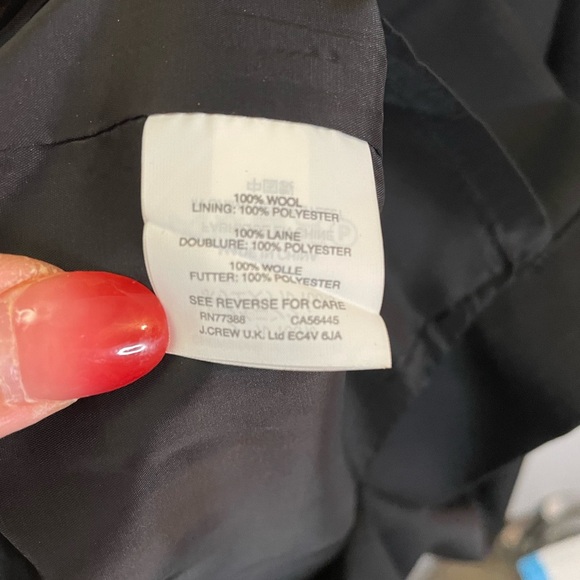 100% WOOL
LINING: 100% POLYESTER
100% LAINE
DOUBLURE: 100% POLYESTER
100% WOLLE
FUTTER: 100% POLYESTER
SEE REVERSE FOR CARE
RN77388 CA56445
J.CREW U.K. Ltd EC4V 6JA